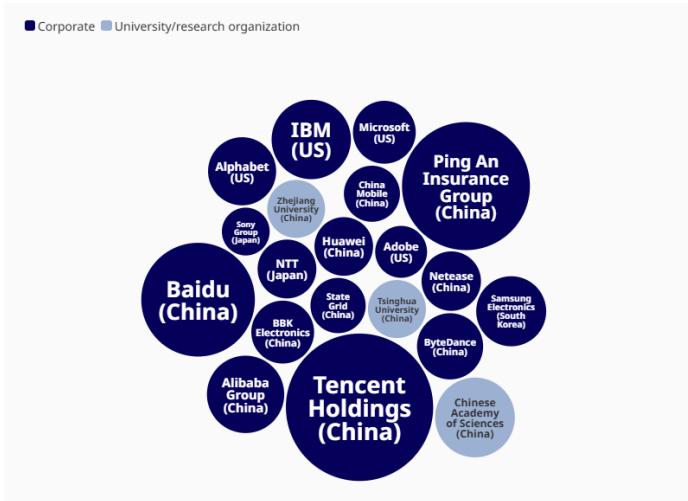 Corporate
University/research organization
IBM
(US)
Microsoft
(US)
Ping An
Insurance
Group
(China)
Alphabet
(US)
China
Mobile
(China)
Zhejiang
University
(China)
Sony
Group
(Japan)
Huawei
(China)
Adobe
(US)
NTT
(Japan)
Netease
(China)
Baidu
(China)
State
Grid
(China)
Tsinghua
University
(China)
Samsung
Electronics
(South
Korea)
BBK
Electronics
(China)
ByteDance
(China)
Alibaba
Group
(China)
Tencent
Holdings
(China)
Chinese
Academy
of Sciences
(China)